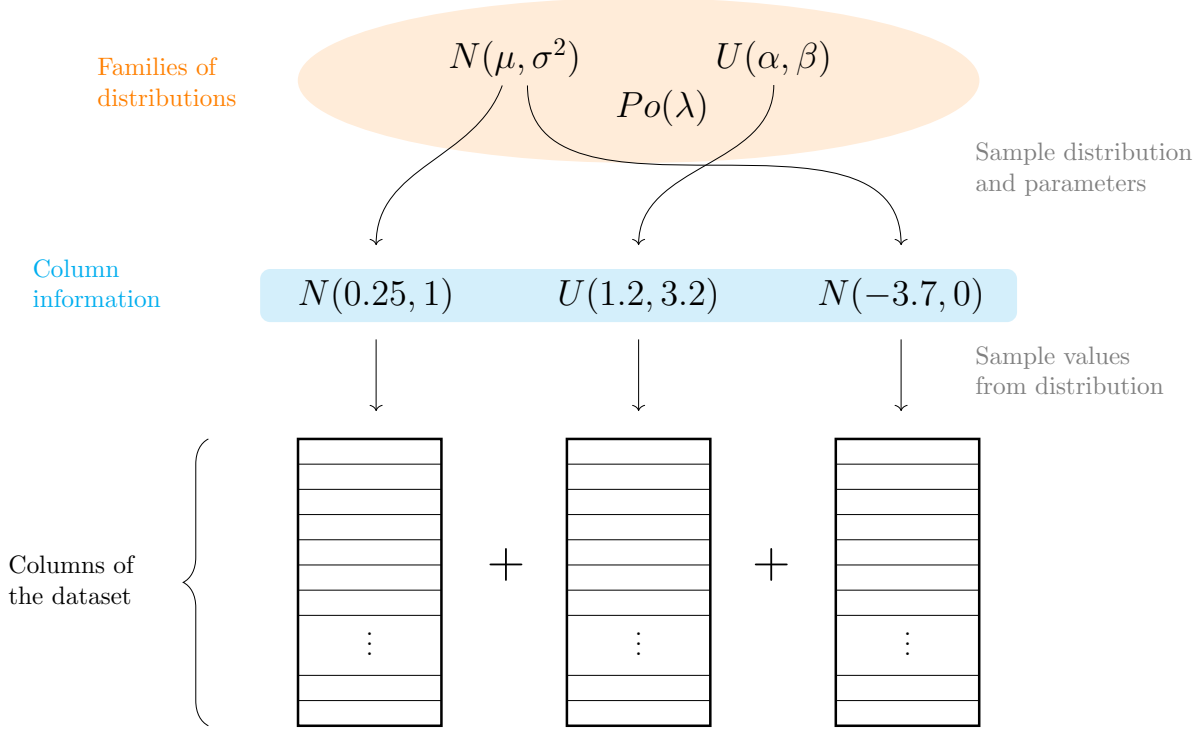 Families of
distributions
N(μ, σ²)
U(α, β)
Po(λ)
Sample distribution
and parameters
Column
information
N(0.25, 1)
U(1.2, 3.2)
N(−3.7, 0)
Sample values
from distribution
Columns of
the dataset
+
+
⋮
⋮
⋮